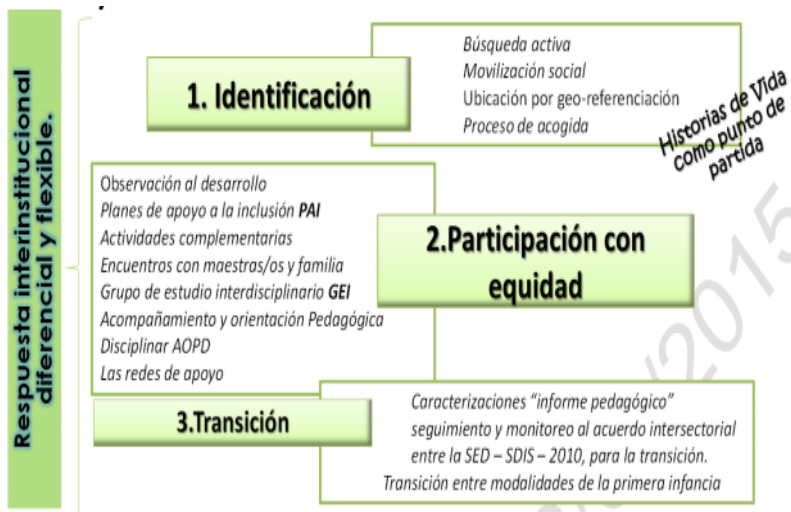 Respuesta interinstitucional
diferencial y flexible.
1. Identificación
Búsqueda activa
Movilización social
Ubicación por geo-referenciación
Proceso de acogida
Historias de Vida
como punto de
partida
Observación al desarrollo
Planes de apoyo a la inclusión PAI
Actividades complementarias
Encuentros con maestras/os y familia
Grupo de estudio interdisciplinario GEI
Acompañamiento y orientación Pedagógica
Disciplinar AOPD
Las redes de apoyo
2.Participación con
equidad
3.Transición
Caracterizaciones “informe pedagógico”
seguimiento y monitoreo al acuerdo intersectorial
entre la SED – SDIS – 2010, para la transición.
Transición entre modalidades de la primera infancia
/2015